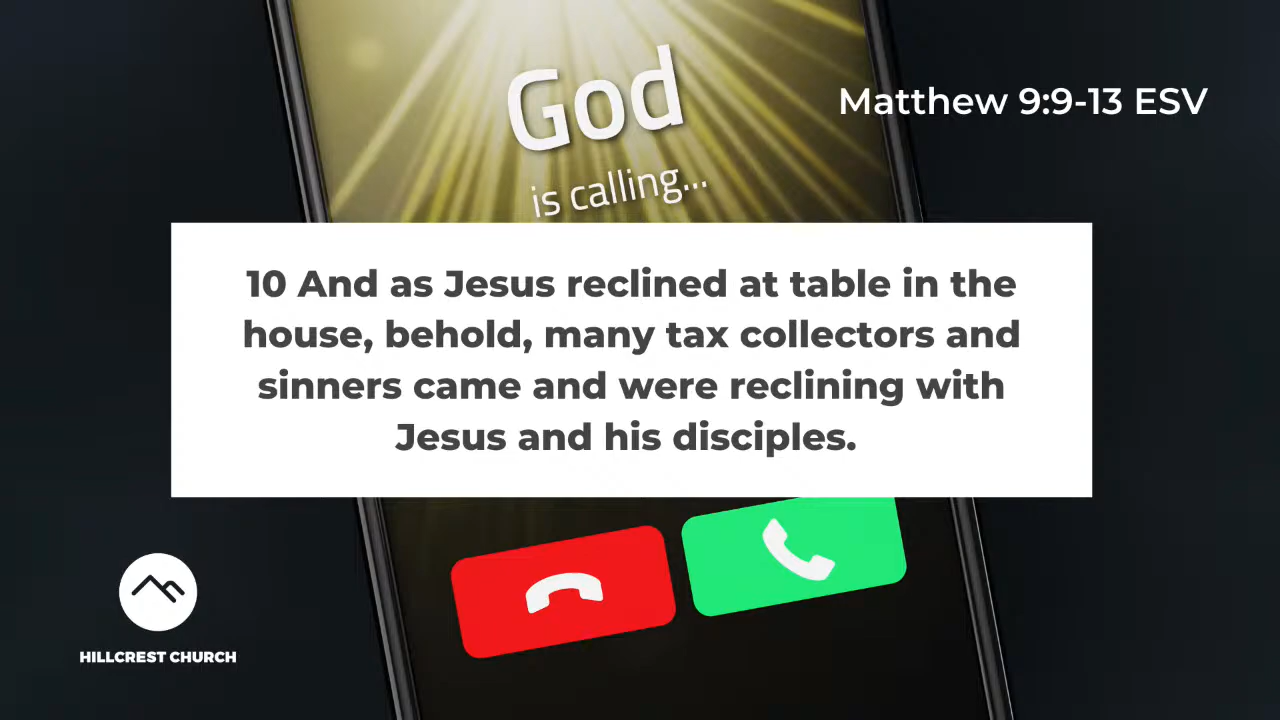 God
is calling...
Matthew 9:9-13 ESV
10 And as Jesus reclined at table in the
house, behold, many tax collectors and
sinners came and were reclining with
Jesus and his disciples.
HILLCREST CHURCH